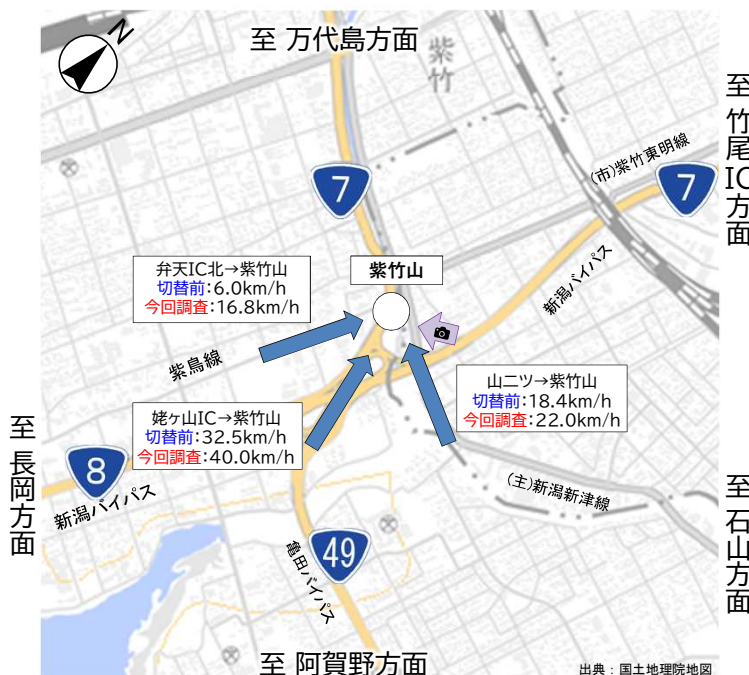 N
至 万代島方面
紫竹
至 竹尾IC方面
(市)紫竹東明線
7
7
新潟バイパス
弁天IC北→紫竹山
切替前:6.0km/h
今回調査:16.8km/h
紫竹山
紫鳥線
山二ツ→紫竹山
切替前:18.4km/h
今回調査:22.0km/h
姥ヶ山IC→紫竹山
切替前:32.5km/h
今回調査:40.0km/h
至 長岡方面
8
新潟バイパス
(主)新潟新津線
至 石山方面
49
亀田バイパス
至 阿賀野方面
出典：国土地理院地図